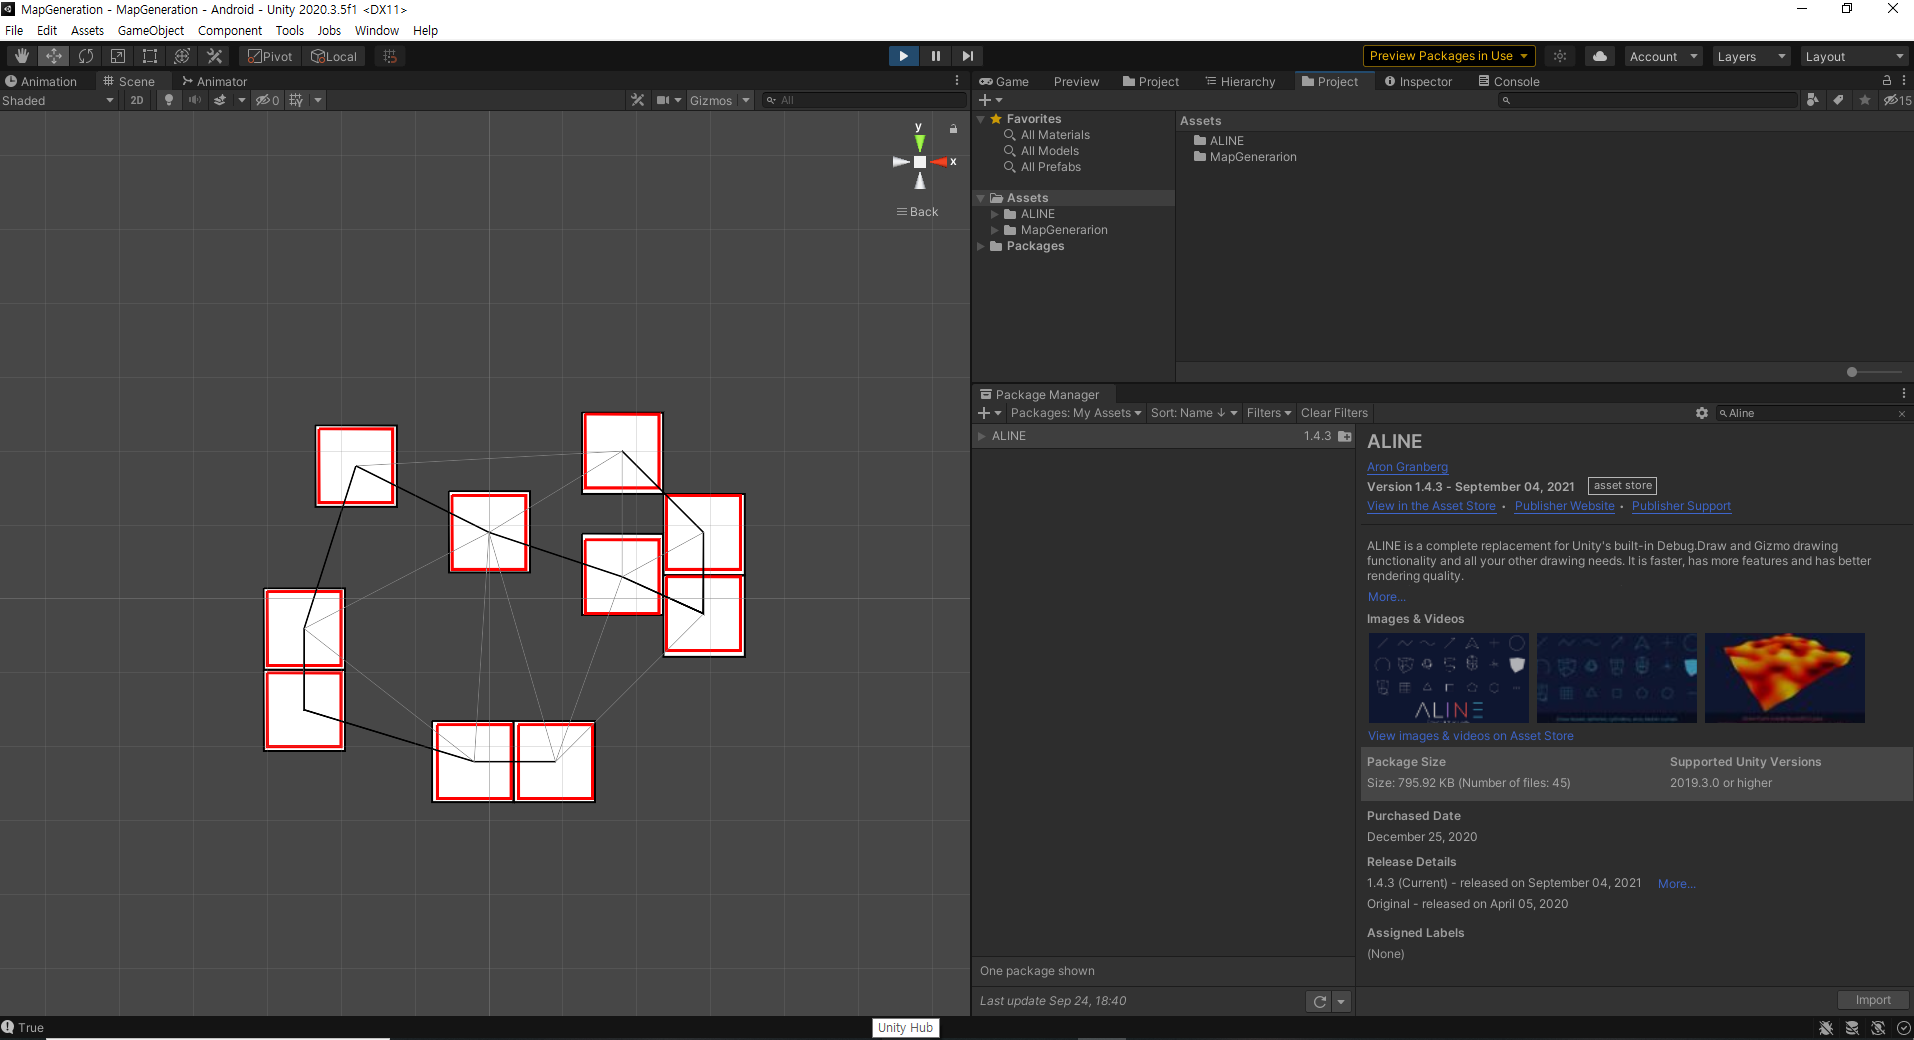 MapGeneration - MapGeneration - Android - Unity 2020.3.5f1 <DX11>
File Edit Assets GameObject Component Tools Jobs Window Help
Pivot Local Preview Packages in Use Account Layers Layout
Animation Scene Animator
Game Preview Project Hierarchy Project Inspector Console
Shaded 2D 0 Gizmos All
15
Favorites
All Materials
All Models
All Prefabs
Assets
ALINE
MapGenerarion
Packages
Assets
ALINE
MapGenerarion
y
x
Back
Package Manager
Packages: My Assets Sort: Name ↓ Filters Clear Filters Aline
ALINE 1.4.3
One package shown
Last update Sep 24, 18:40
ALINE
Aron Granberg
Version 1.4.3 - September 04, 2021 asset store
View in the Asset Store • Publisher Website • Publisher Support
ALINE is a complete replacement for Unity's built-in Debug.Draw and Gizmo drawing
functionality and all your other drawing needs. It is faster, has more features and has better
rendering quality.
More...
Images & Videos
ALINE
View images & videos on Asset Store
Package Size Supported Unity Versions
Size: 795.92 KB (Number of files: 45) 2019.3.0 or higher
Purchased Date
December 25, 2020
Release Details
1.4.3 (Current) - released on September 04, 2021 More...
Original - released on April 05, 2020
Assigned Labels
(None)
Import
True
Unity Hub